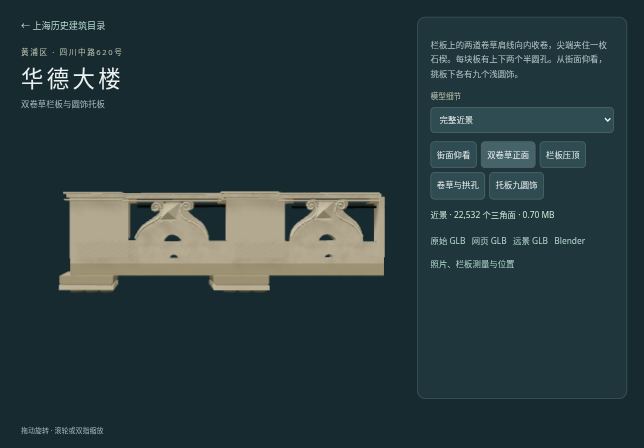 ← 上海历史建筑目录
黄浦区 · 四川中路620号
华德大楼
双卷草栏板与圆饰托板
栏板上的两道卷草肩线向内收卷，尖端夹住一枚
石楔。每块板有上下两个半圆孔。从街面仰看，
挑板下各有九个浅圆饰。
模型细节
完整近景
街面仰看
双卷草正面
栏板压顶
卷草与拱孔
托板九圆饰
近景 · 22,532 个三角面 · 0.70 MB
原始 GLB 网页 GLB 远景 GLB Blender
照片、栏板测量与位置
拖动旋转 · 滚轮或双指缩放